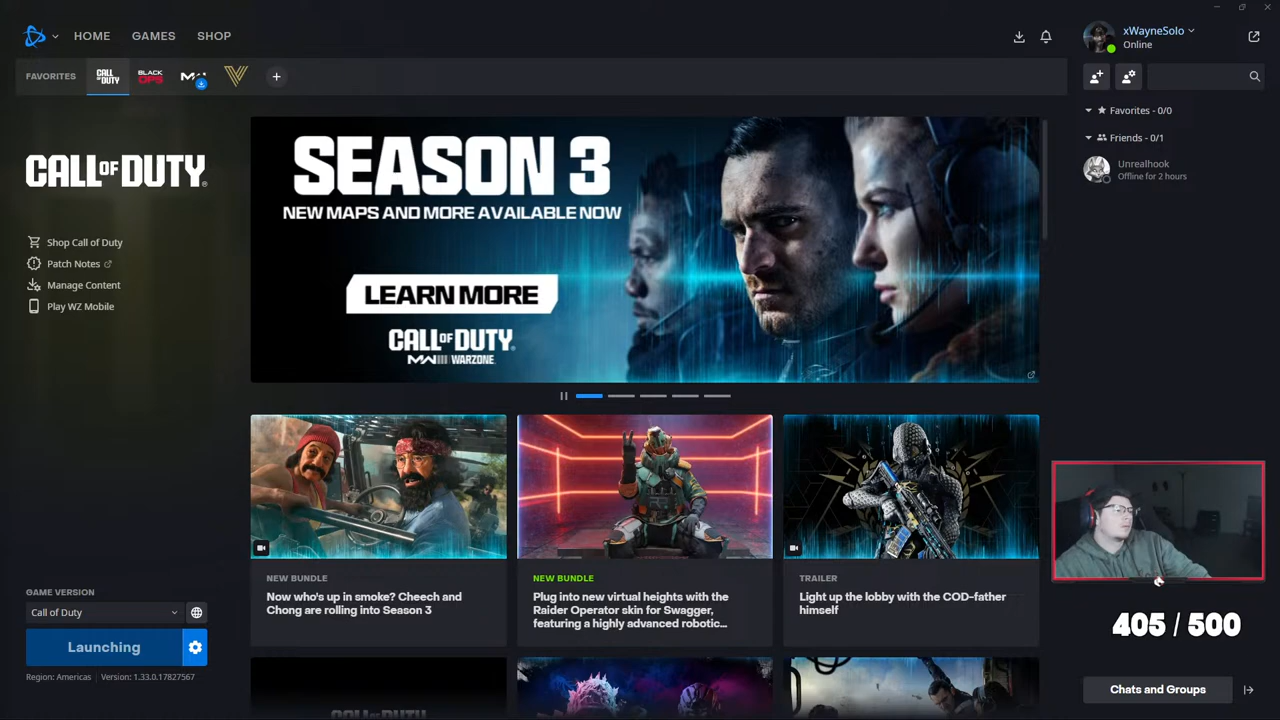 HOME
GAMES
SHOP
xWayneSolo
Online
FAVORITES
CALL OF DUTY
BLACK OPS
Favorites - 0/0
Friends - 0/1
Unrealhook
Offline for 2 hours
CALL OF DUTY®
Shop Call of Duty
Patch Notes
Manage Content
Play WZ Mobile
SEASON 3
NEW MAPS AND MORE AVAILABLE NOW
LEARN MORE
CALL OF DUTY®
MWIII WARZONE
NEW BUNDLE
Now who's up in smoke? Cheech and
Chong are rolling into Season 3
NEW BUNDLE
Plug into new virtual heights with the
Raider Operator skin for Swagger,
featuring a highly advanced robotic...
TRAILER
Light up the lobby with the COD-father
himself
GAME VERSION
Call of Duty
Launching
Region: Americas
Version: 1.33.0.17827567
CALL OF DUTY
405 / 500
Chats and Groups